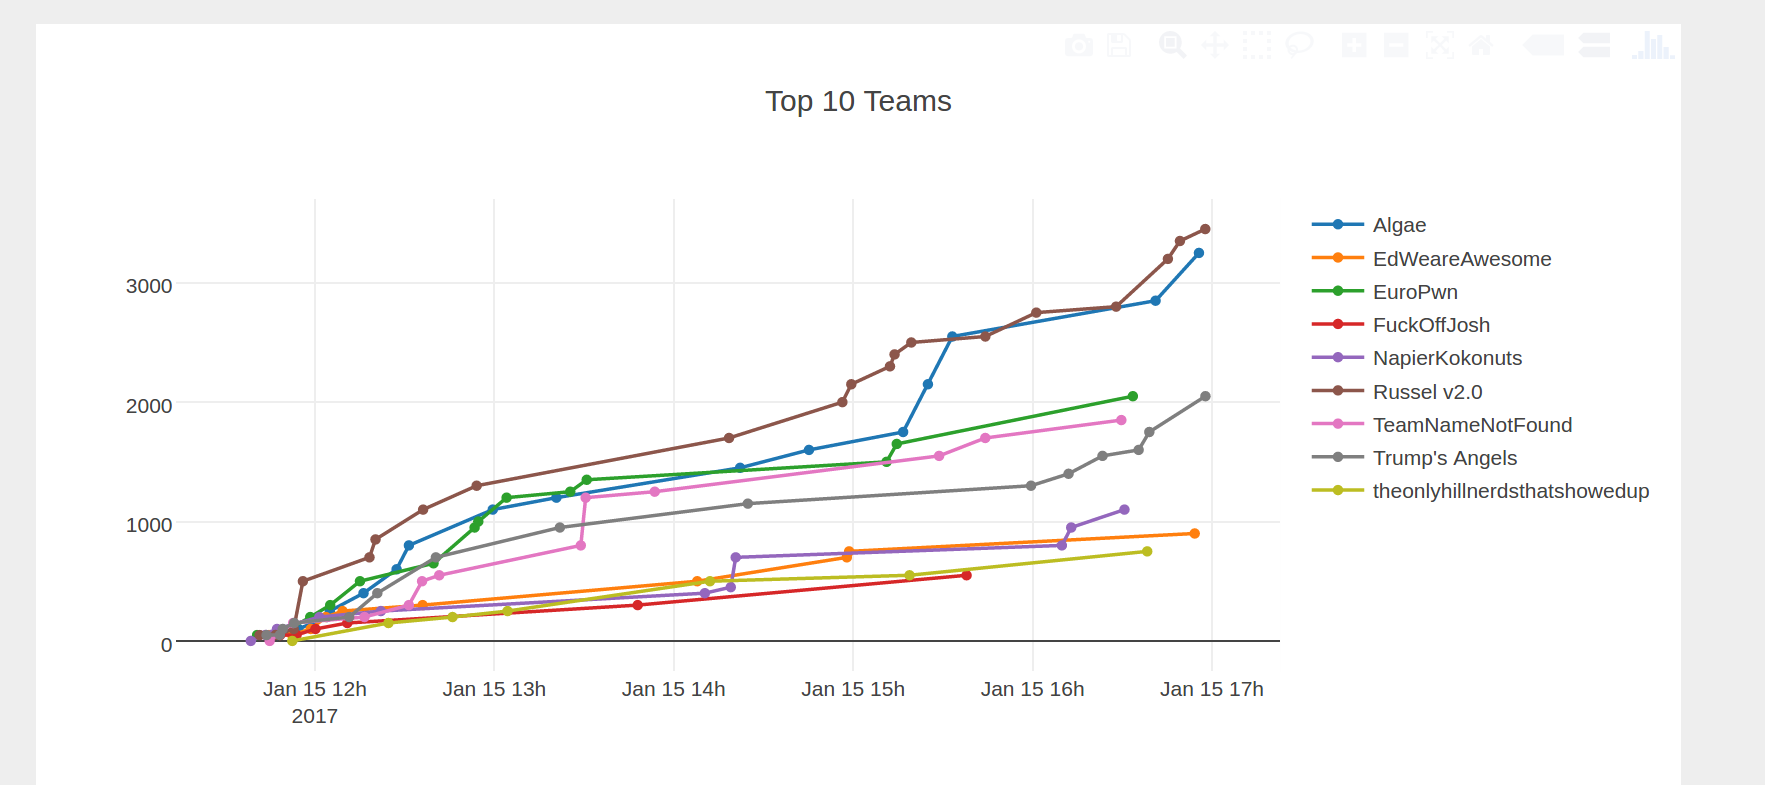 Top 10 Teams
3000
2000
1000
0
Jan 15 12h
2017
Jan 15 13h
Jan 15 14h
Jan 15 15h
Jan 15 16h
Jan 15 17h
Algae
EdWeareAwesome
EuroPwn
FuckOffJosh
NapierKokonuts
Russel v2.0
TeamNameNotFound
Trump's Angels
theonlyhillnerdsthatshowedup